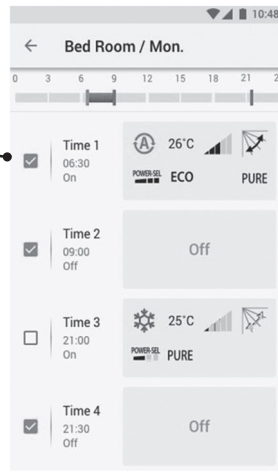 10:48
Bed Room / Mon.
0 3 6 9 12 15 18 21 2
Time 1
06:30
On
A 26°C
POWER-SEL ECO PURE
Time 2
09:00
Off
Off
Time 3
21:00
On
25°C
POWER-SEL PURE
Time 4
21:30
Off
Off